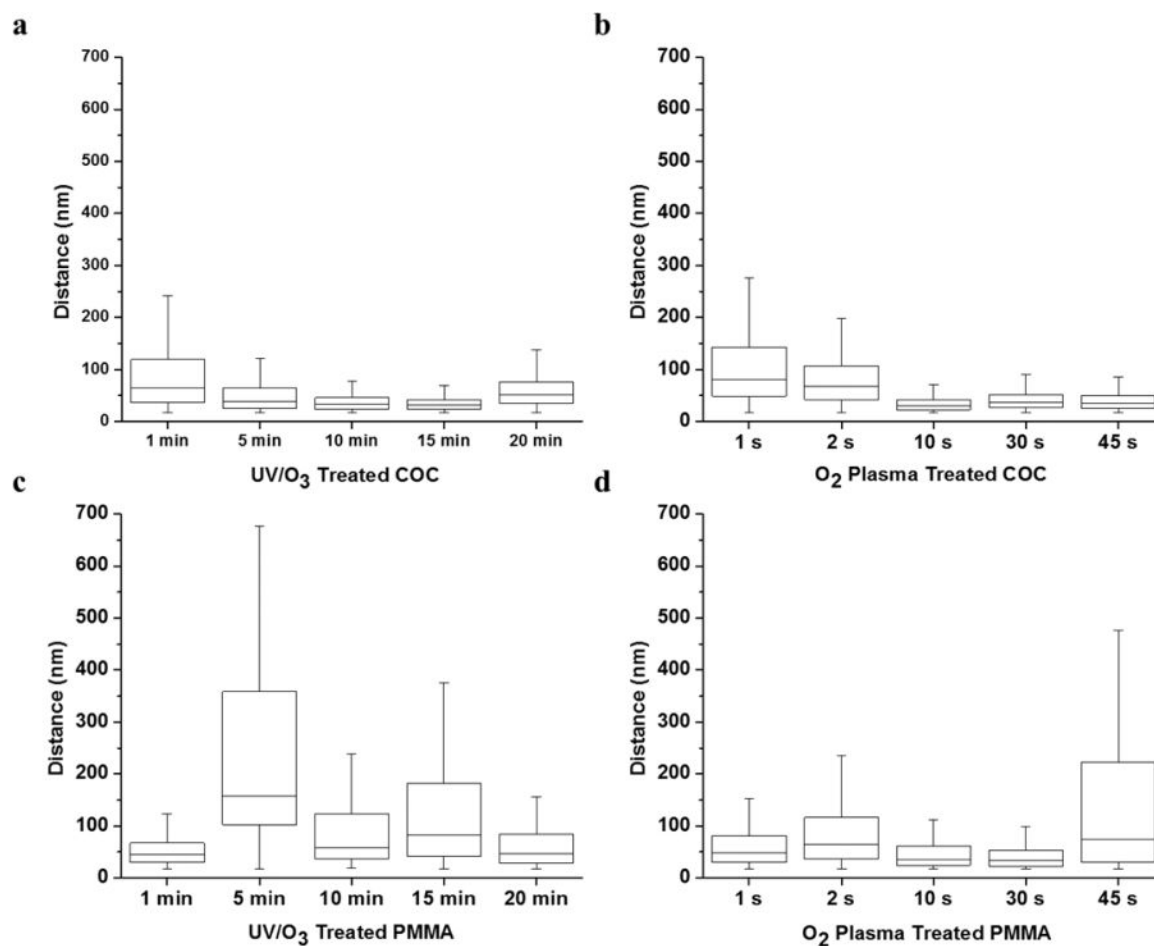 a
700
600
500
400
300
200
100
0
Distance (nm)
1 min 5 min 10 min 15 min 20 min
UV/O3 Treated COC
b
700
600
500
400
300
200
100
0
Distance (nm)
1 s 2 s 10 s 30 s 45 s
O2 Plasma Treated COC
c
700
600
500
400
300
200
100
0
Distance (nm)
1 min 5 min 10 min 15 min 20 min
UV/O3 Treated PMMA
d
700
600
500
400
300
200
100
0
Distance (nm)
1 s 2 s 10 s 30 s 45 s
O2 Plasma Treated PMMA